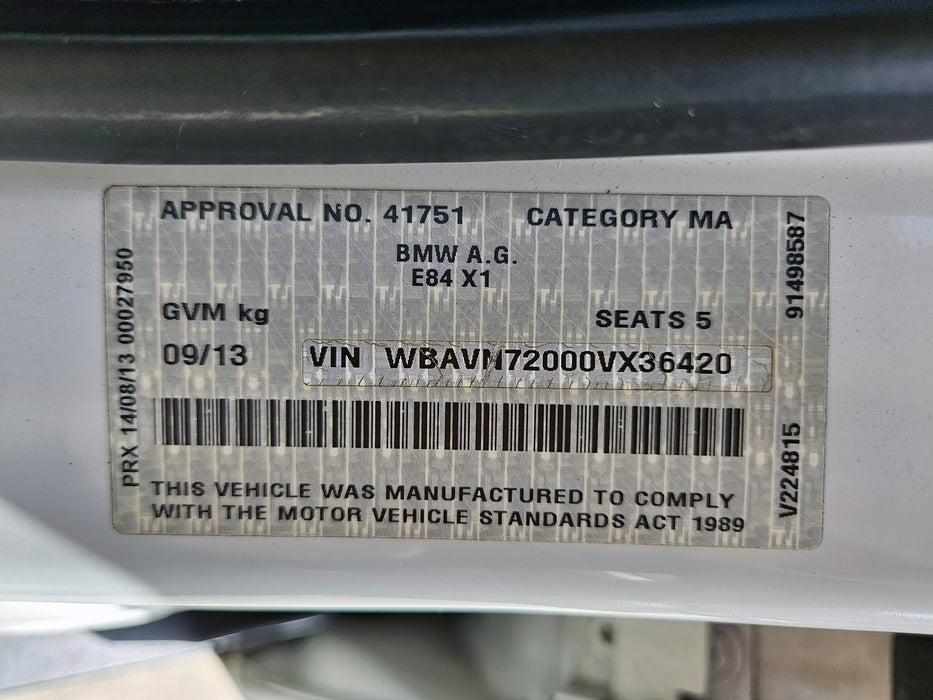 APPROVAL NO. 41751 CATEGORY MA
BMW A.G.
E84 X1
GVM kg SEATS 5
09/13 VIN WBAVN72000VX36420
THIS VEHICLE WAS MANUFACTURED TO COMPLY
WITH THE MOTOR VEHICLE STANDARDS ACT 1989
PRX 14/08/13 00027950
91498587
V224815